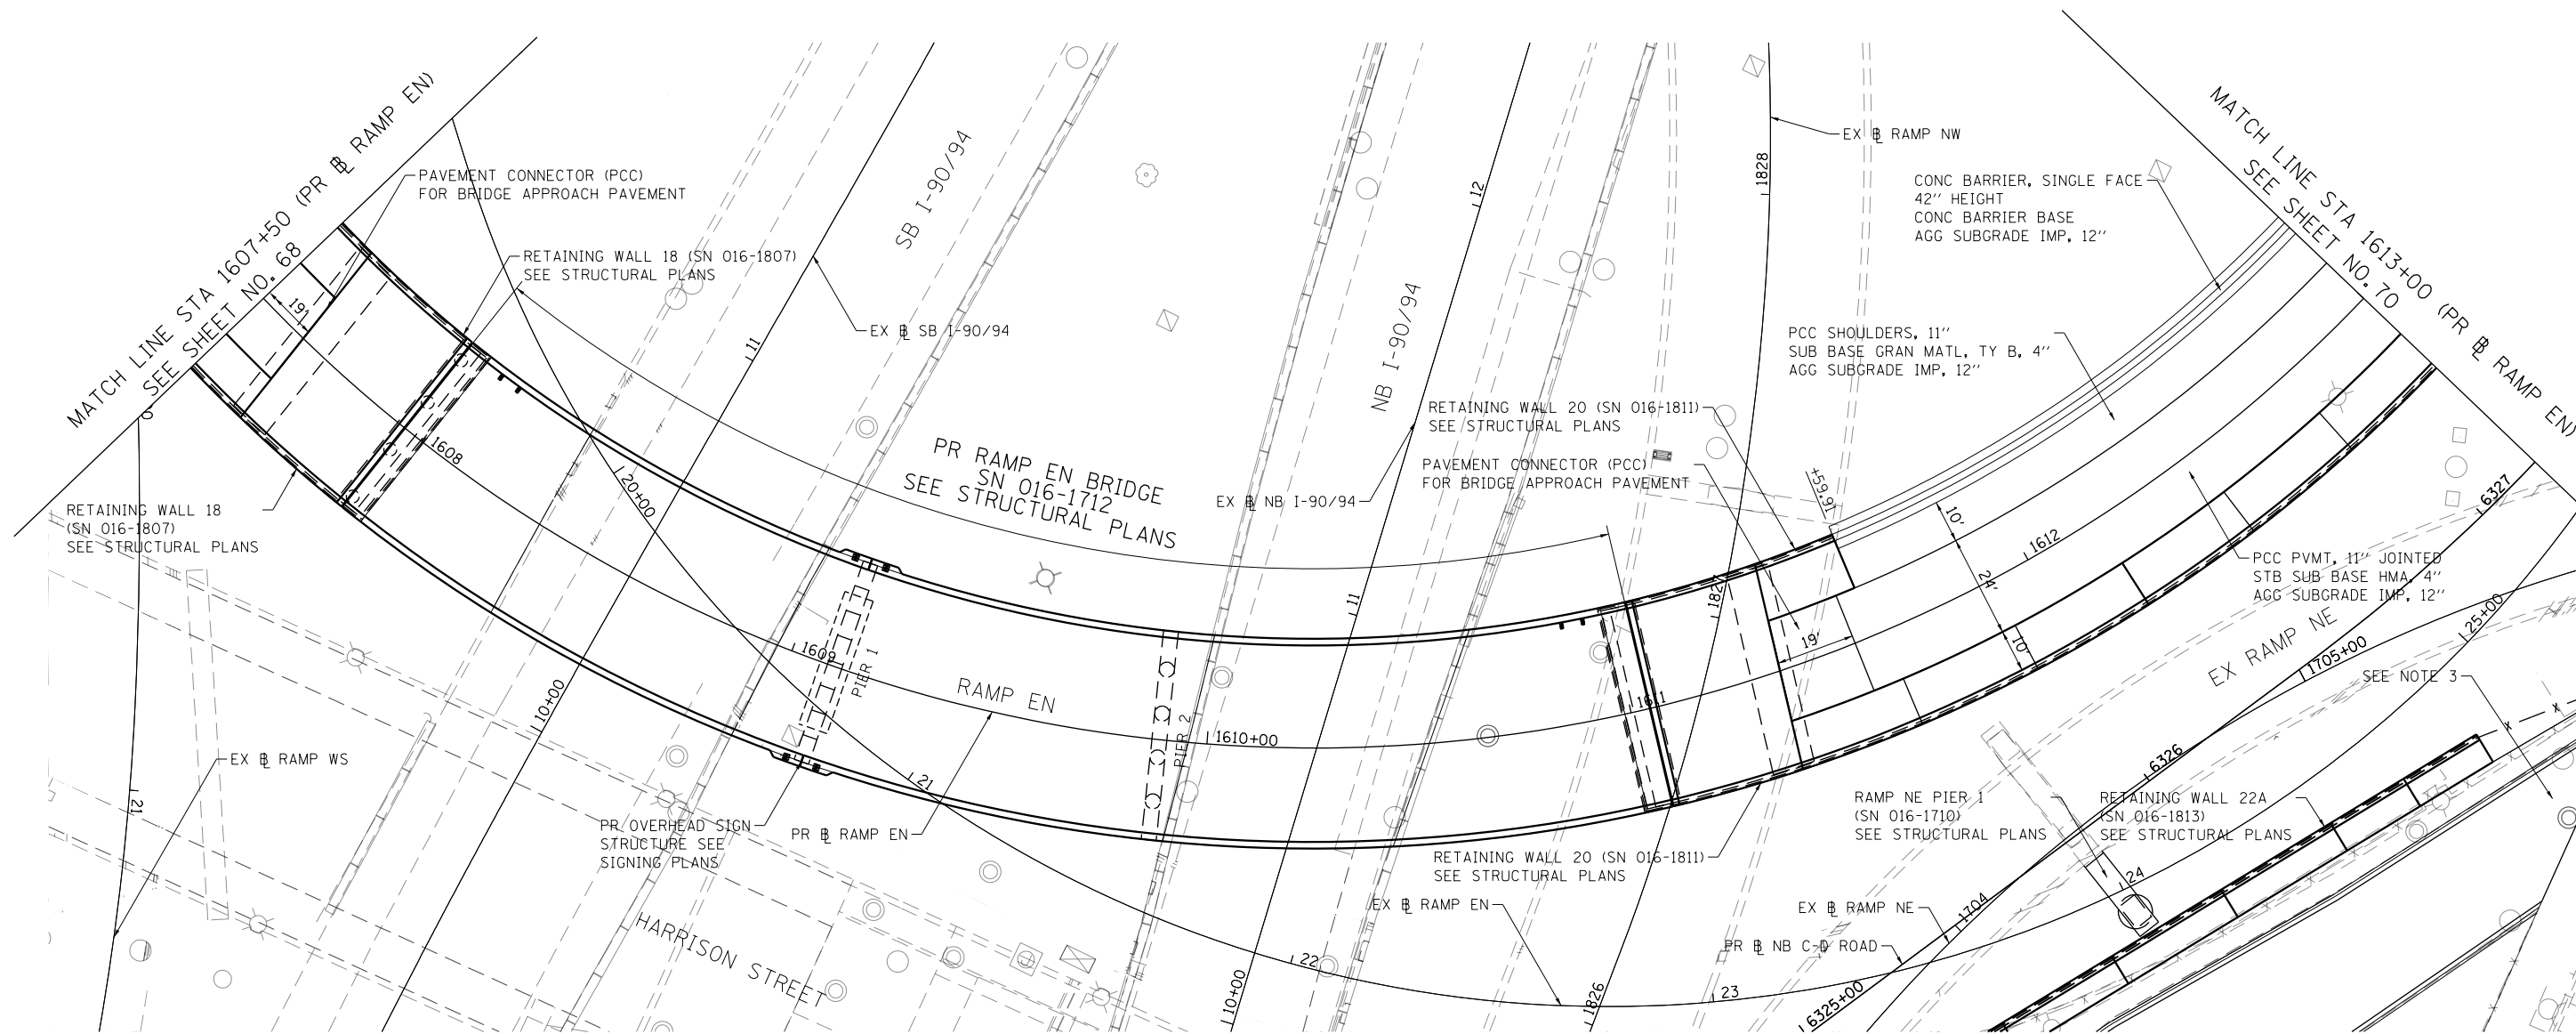 MATCH LINE STA 1607+50 (PR ␢ RAMP EN)
SEE SHEET NO. 68
PAVEMENT CONNECTOR (PCC)
FOR BRIDGE APPROACH PAVEMENT
19'
RETAINING WALL 18 (SN 016-1807)
SEE STRUCTURAL PLANS
EX ␢ SB I-90/94
SB I-90/94
11
1608
20+00
RETAINING WALL 18
(SN 016-1807)
SEE STRUCTURAL PLANS
EX ␢ RAMP WS
21
10+00
HARRISON STREET
PR OVERHEAD SIGN
STRUCTURE SEE
SIGNING PLANS
1609
PIER 1
PR ␢ RAMP EN
21
RAMP EN
PR RAMP EN BRIDGE
SN 016-1712
SEE STRUCTURAL PLANS
PIER 2
1610+00
EX ␢ NB I-90/94
NB I-90/94
12
11
10+00
22
EX ␢ RAMP NW
1828
RETAINING WALL 20 (SN 016-1811)
SEE STRUCTURAL PLANS
PAVEMENT CONNECTOR (PCC)
FOR BRIDGE APPROACH PAVEMENT
1611
19'
+59.91
RETAINING WALL 20 (SN 016-1811)
SEE STRUCTURAL PLANS
EX ␢ RAMP EN
1826
23
CONC BARRIER, SINGLE FACE
42'' HEIGHT
CONC BARRIER BASE
AGG SUBGRADE IMP, 12''
PCC SHOULDERS, 11''
SUB BASE GRAN MATL, TY B, 4''
AGG SUBGRADE IMP, 12''
10'
24'
10'
1612
MATCH LINE STA 1613+00 (PR ␢ RAMP EN)
SEE SHEET NO. 70
6327
PCC PVMT, 11'' JOINTED
STB SUB BASE HMA, 4''
AGG SUBGRADE IMP, 12''
EX RAMP NE
1705+00
25+00
SEE NOTE 3
6326
RAMP NE PIER 1
(SN 016-1710)
SEE STRUCTURAL PLANS
RETAINING WALL 22A
(SN 016-1813)
SEE STRUCTURAL PLANS
24
EX ␢ RAMP NE
1704
PR ␢ NB C-D ROAD
6325+00